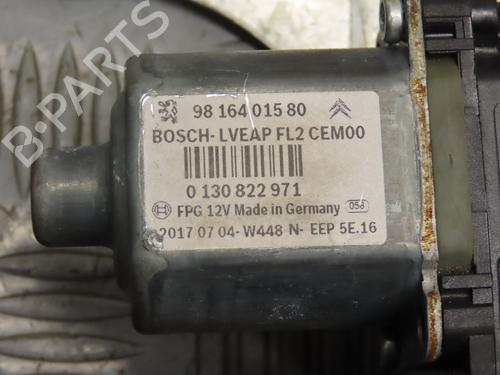 98 164 015 80
BOSCH- LVEAP FL2 CEM00
0 130 822 971
FPG 12V Made in Germany 058
2017 07 04- W448 N- EEP 5E.16
B-PARTS